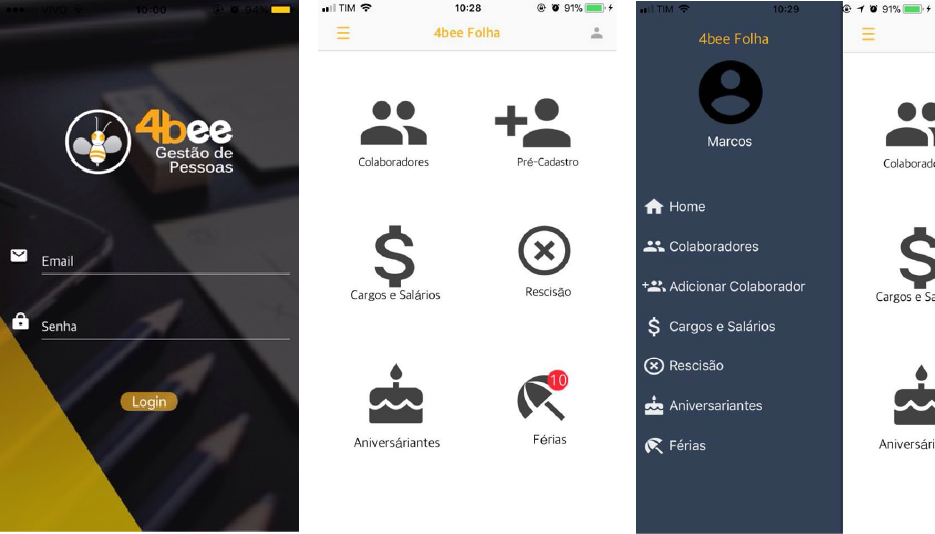 VIVO 10:00 94%
4bee
Gestão de
Pessoas
Email
Senha
Login
TIM 10:28 91%
4bee Folha
Colaboradores
Pré-Cadastro
Cargos e Salários
Rescisão
Aniversáriantes
10
Férias
TIM 10:29 91%
4bee Folha
Marcos
Home
Colaboradores
Adicionar Colaborador
Cargos e Salários
Rescisão
Aniversariantes
Férias
Colaborad
Cargos e Sa
Aniversári